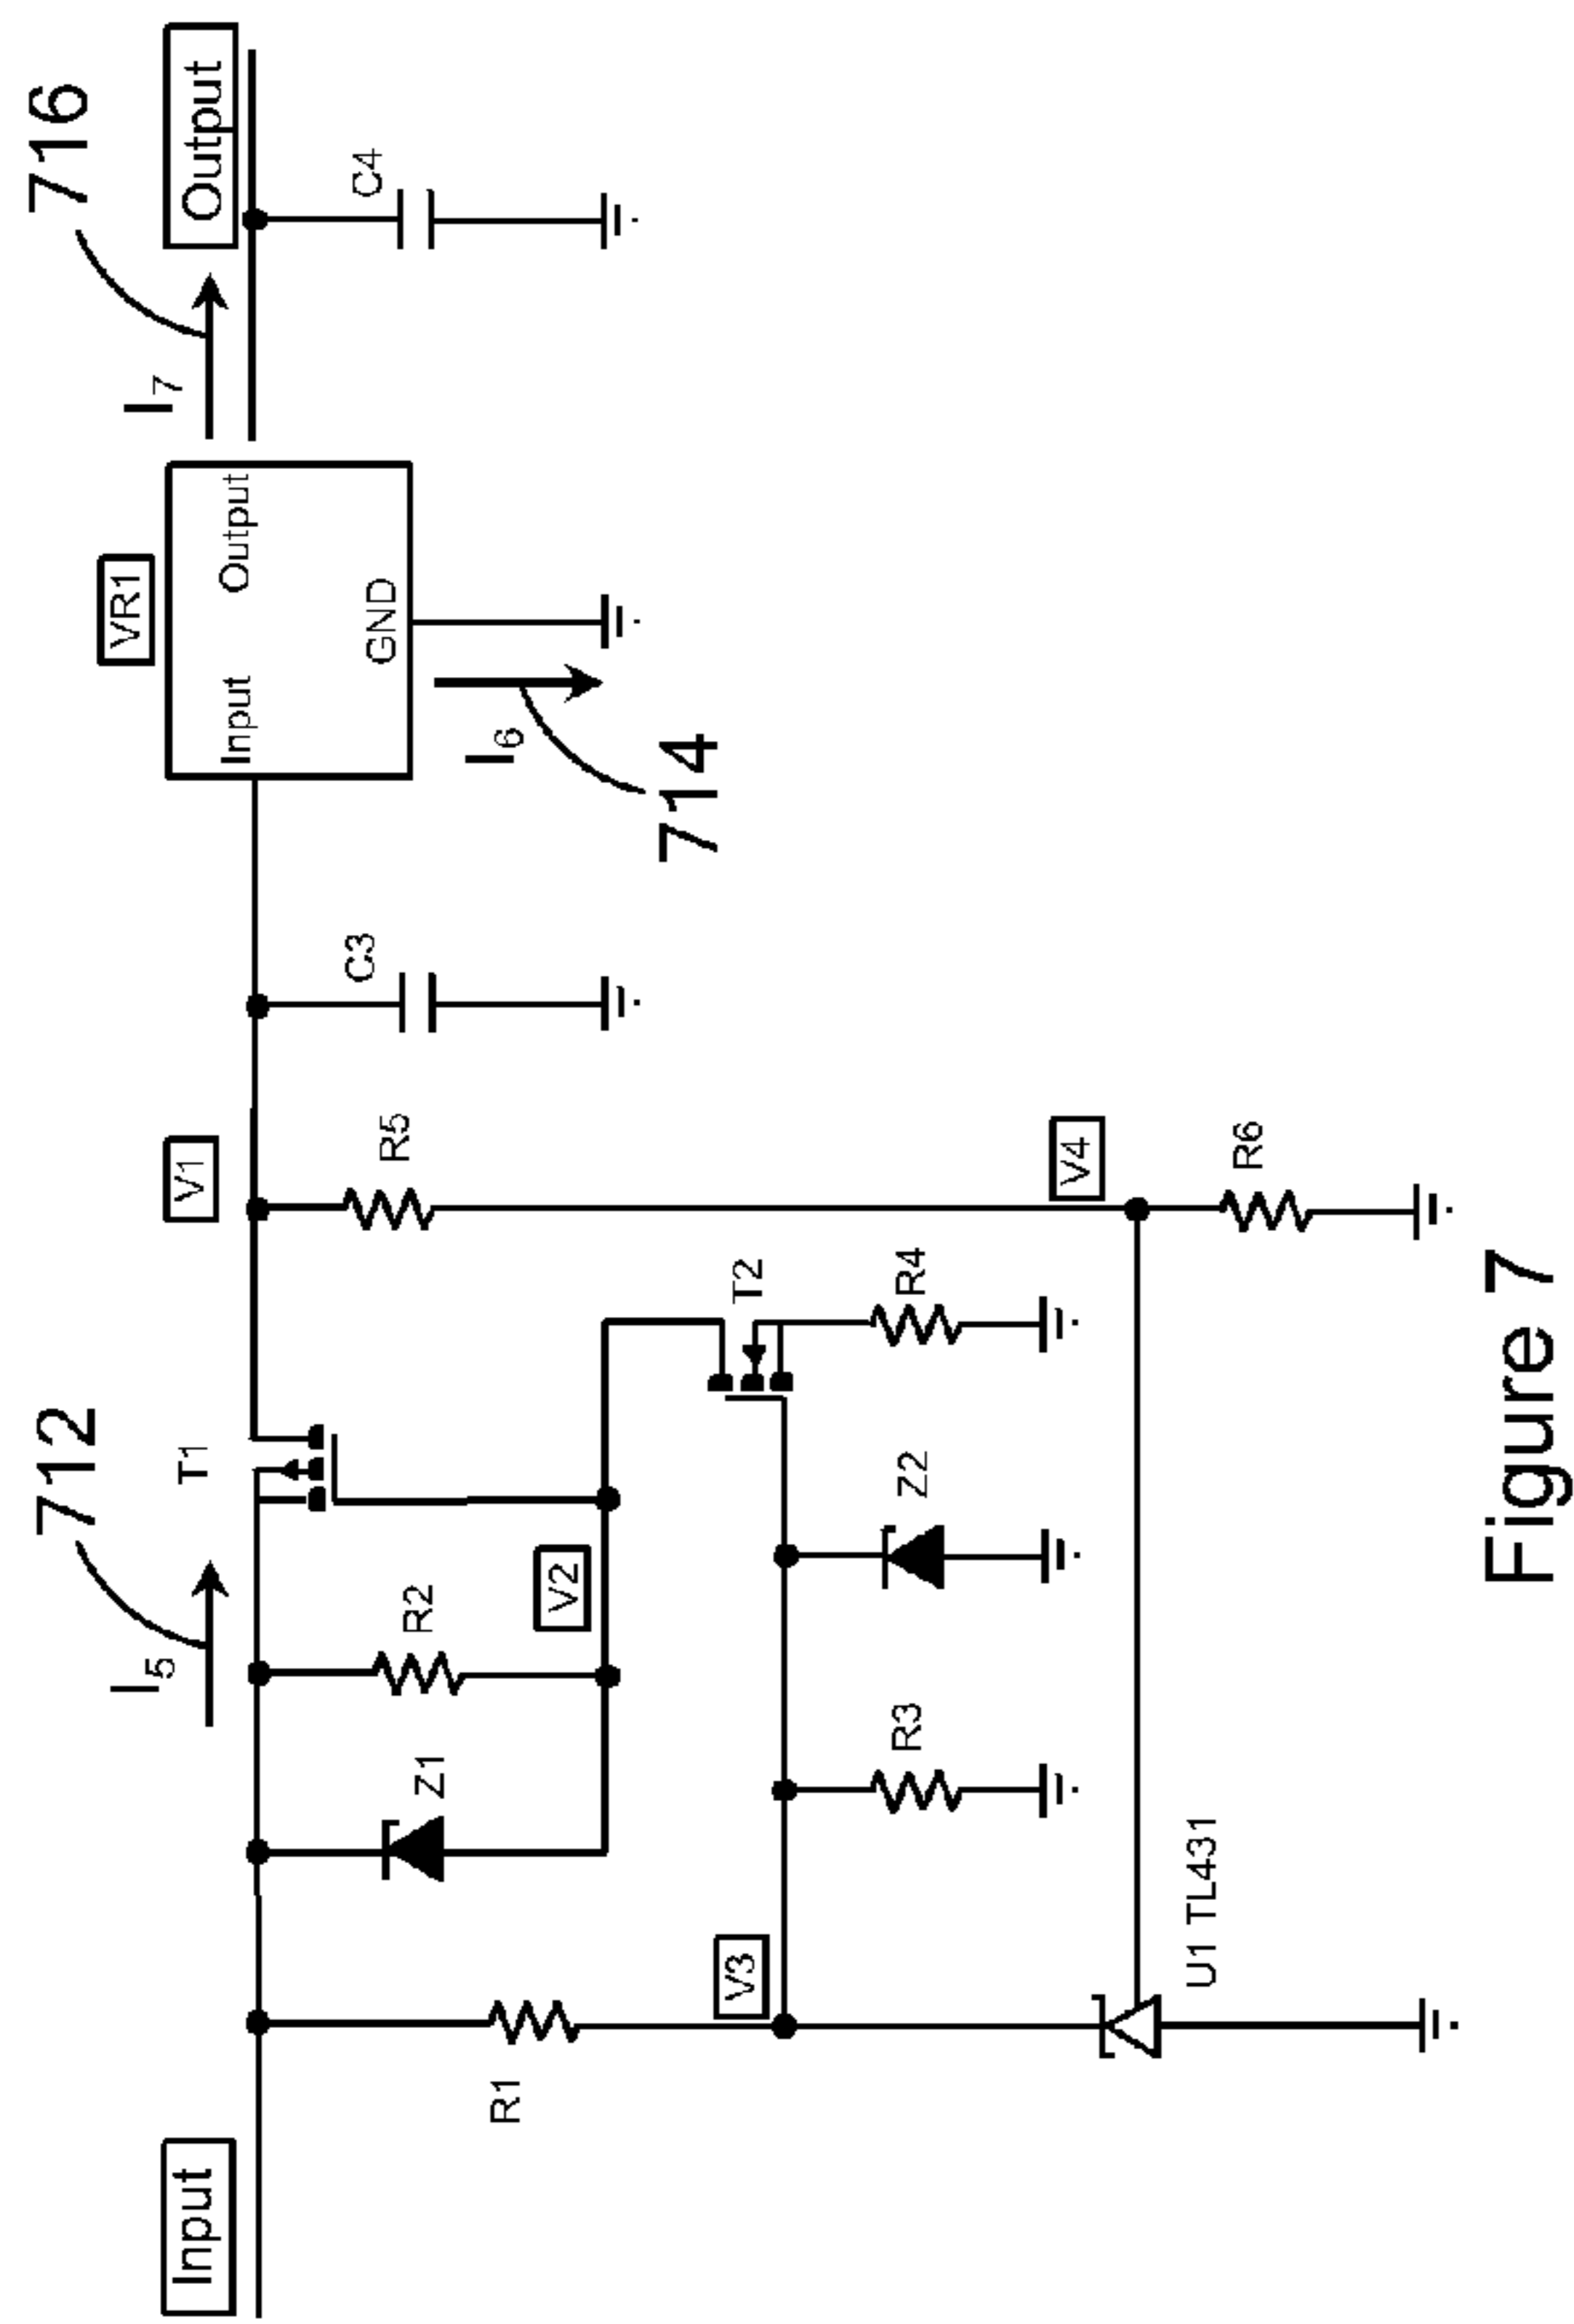 712
716
I5
T1
V1
VR1
I7
Output
Input
Input
Output
GND
R1
Z1
R2
V2
R5
C3
I6
714
C4
V3
R3
Z2
T2
R4
V4
R6
U1 TL431
Figure 7